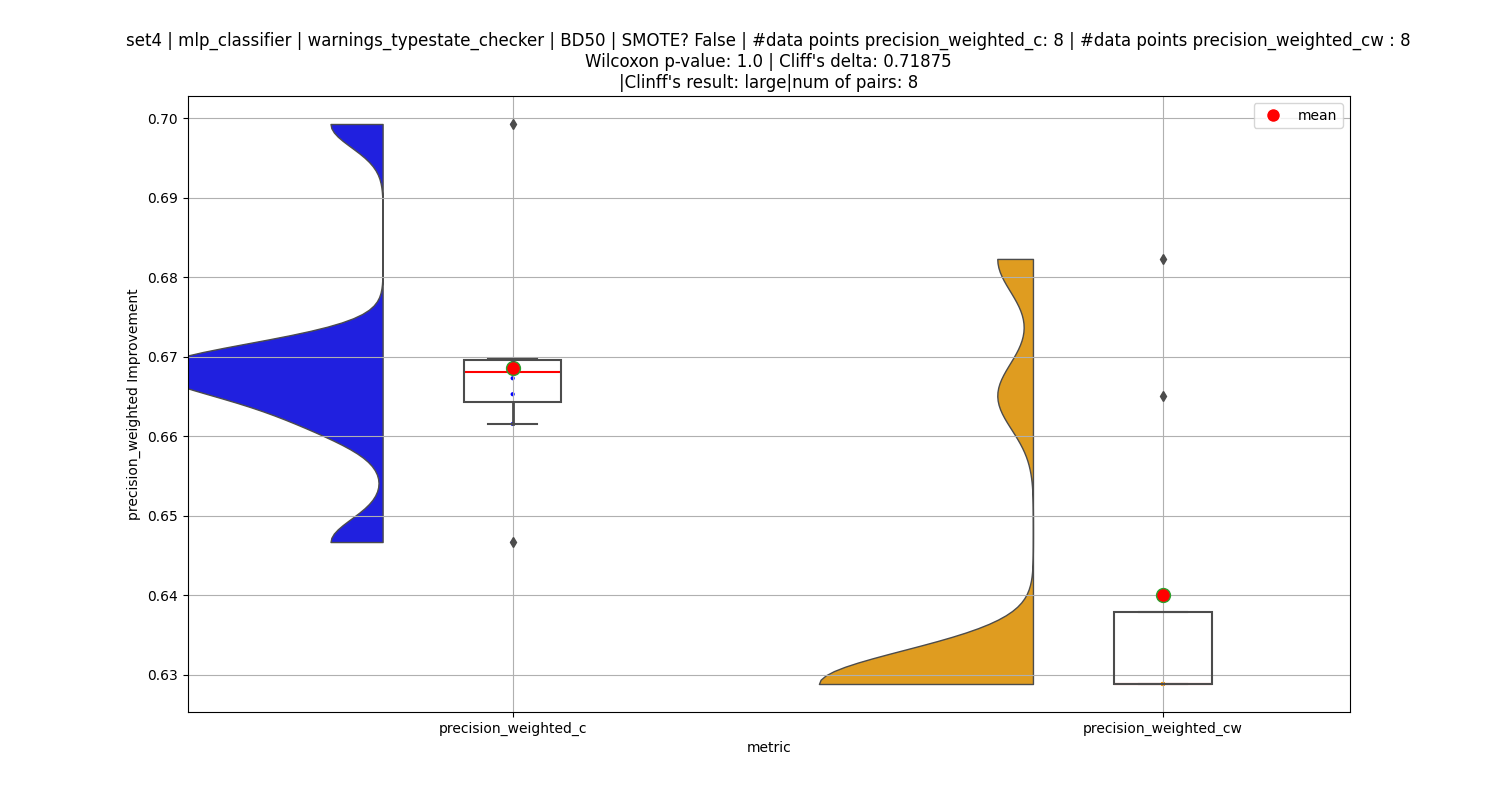 set4 | mlp_classifier | warnings_typestate_checker | BD50 | SMOTE? False | #data points precision_weighted_c: 8 | #data points precision_weighted_cw : 8
Wilcoxon p-value: 1.0 | Cliff's delta: 0.71875
|Clinff's result: large|num of pairs: 8
mean
0.70
0.69
0.68
0.67
0.66
0.65
0.64
0.63
precision_weighted Improvement
precision_weighted_c
precision_weighted_cw
metric